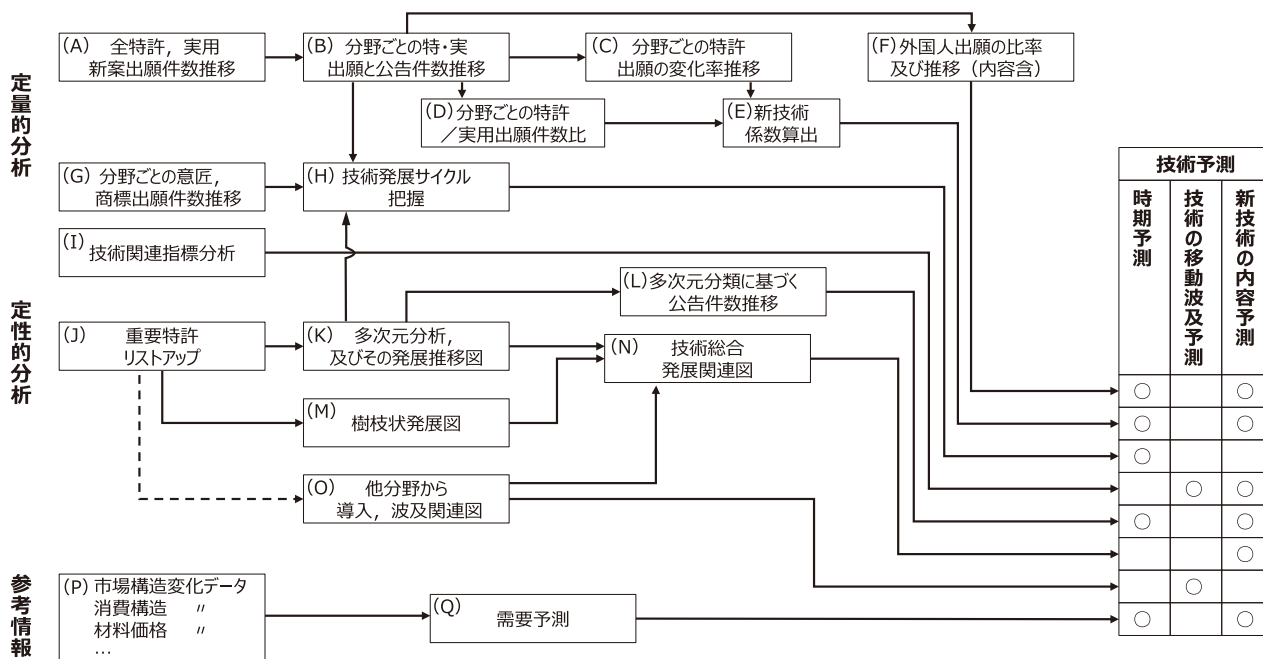 定量的分析
(A) 全特許，実用
新案出願件数推移
(B) 分野ごとの特・実
出願と公告件数推移
(C) 分野ごとの特許
出願の変化率推移
(D)分野ごとの特許
／実用出願件数比
(E)新技術
係数算出
(F)外国人出願の比率
及び推移（内容含）
(G)分野ごとの意匠，
商標出願件数推移
(H)技術発展サイクル
把握
(I)
技術関連指標分析
定性的分析
(J) 重要特許
リストアップ
(K) 多次元分析，
及びその発展推移図
(L)多次元分類に基づく
公告件数推移
(M)
樹枝状発展図
(N) 技術総合
発展関連図
(O) 他分野から
導入，波及関連図
参考情報
(P)市場構造変化データ
消費構造 〃
材料価格 〃
…
(Q)
需要予測
技術予測
時期予測
技術の移動波及予測
新技術の内容予測
○ ○
○ ○
○
○ ○
○ ○
○
○
○ ○